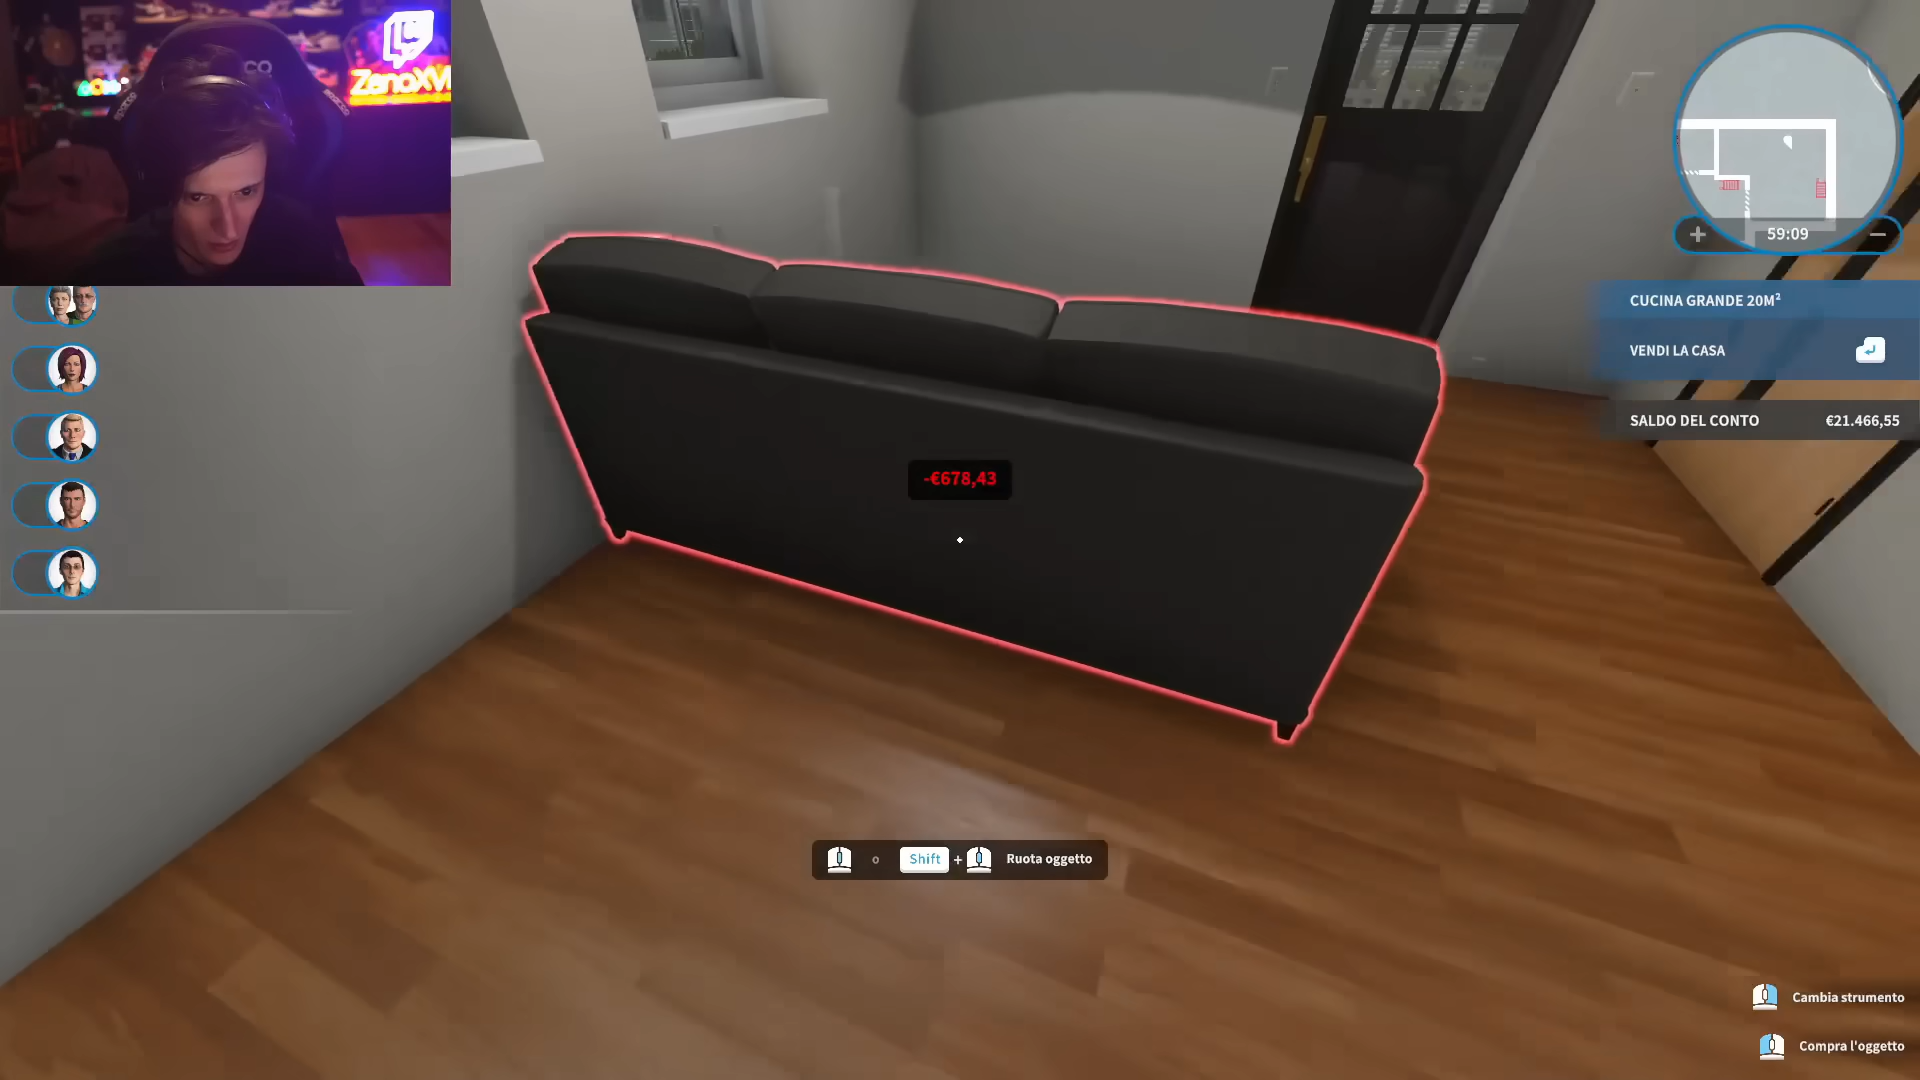 ZenoXV
59:09
CUCINA GRANDE 20M²
VENDI LA CASA
SALDO DEL CONTO €21.466,55
-€678,43
o Shift + Ruota oggetto
Cambia strumento
Compra l'oggetto